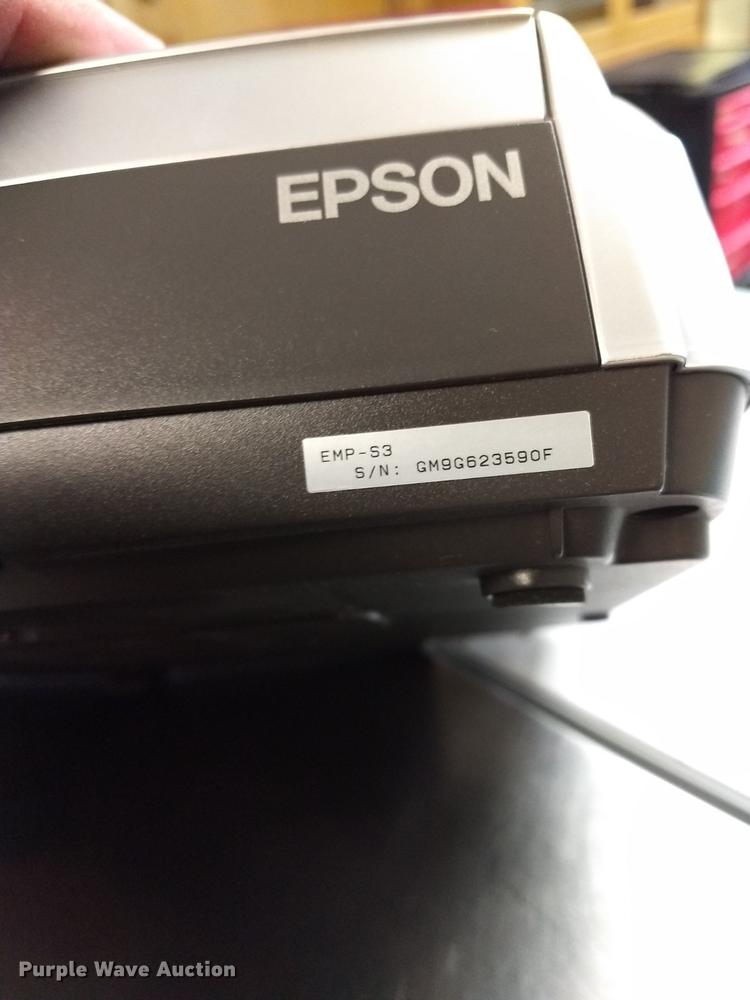 EPSON
EMP-S3
S/N: GM9G623590F
Purple Wave Auction